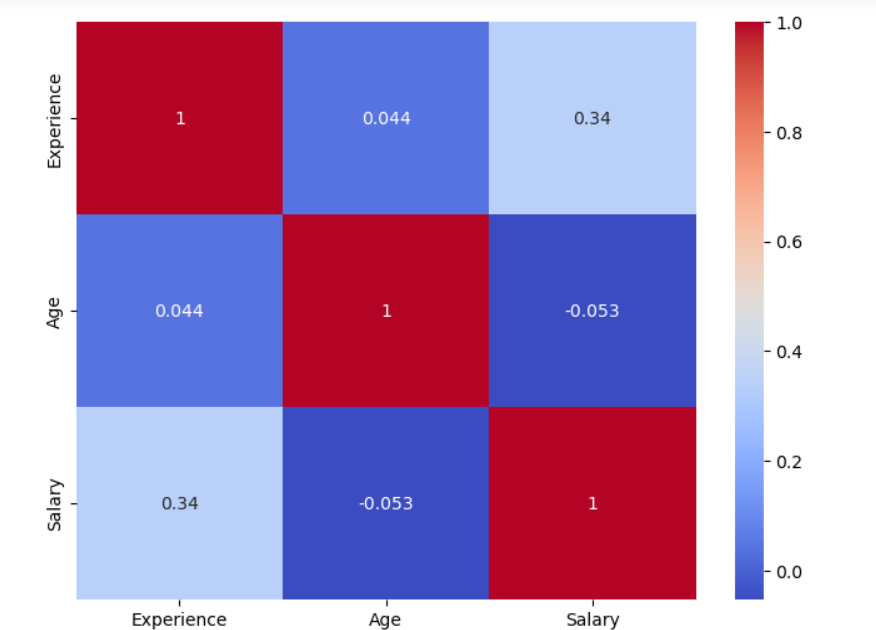 Experience 1 0.044 0.34
Age 0.044 1 -0.053
Salary 0.34 -0.053 1
Experience Age Salary
1.0
0.8
0.6
0.4
0.2
0.0